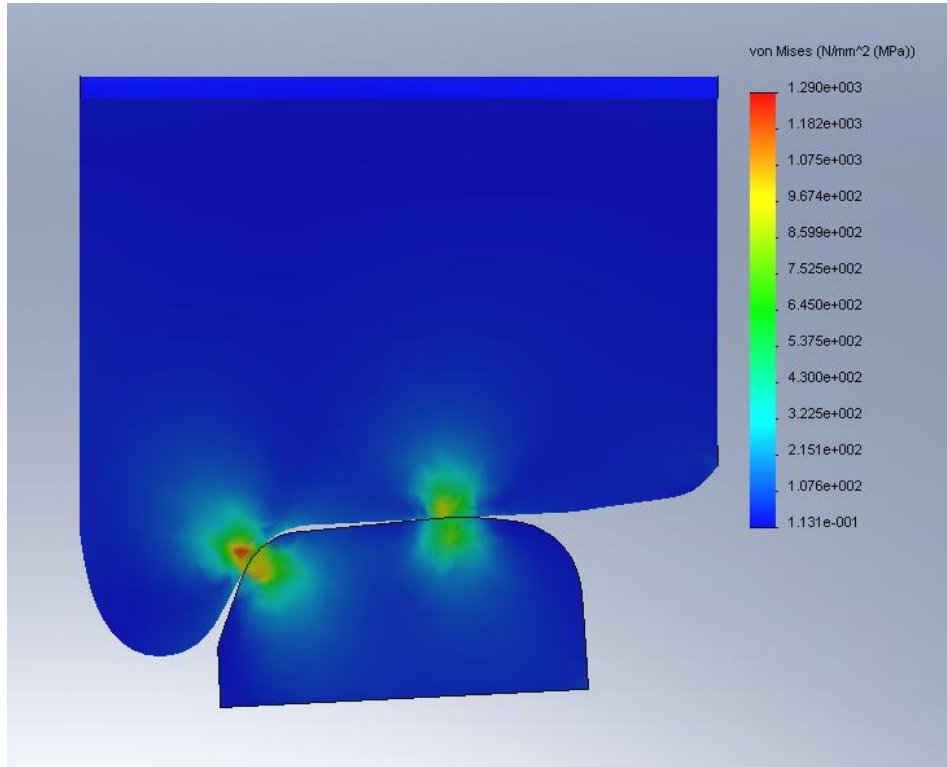 von Mises (N/mm^2 (MPa))
1.290e+003
1.182e+003
1.075e+003
9.674e+002
8.599e+002
7.525e+002
6.450e+002
5.375e+002
4.300e+002
3.225e+002
2.151e+002
1.076e+002
1.131e-001